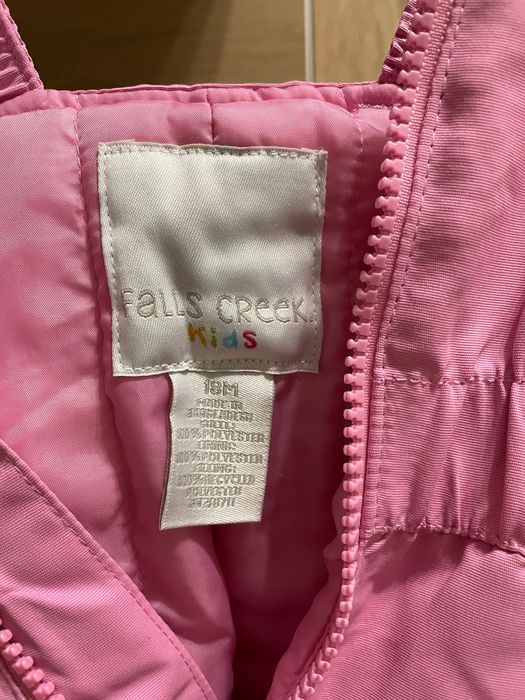 FaLLS CREEK
KidS
18M
MADE IN
BANGLADESH
SHELL:
100% POLYESTER
LINING:
100% POLYESTER
FILLING:
100% RECYCLED
POLYESTER